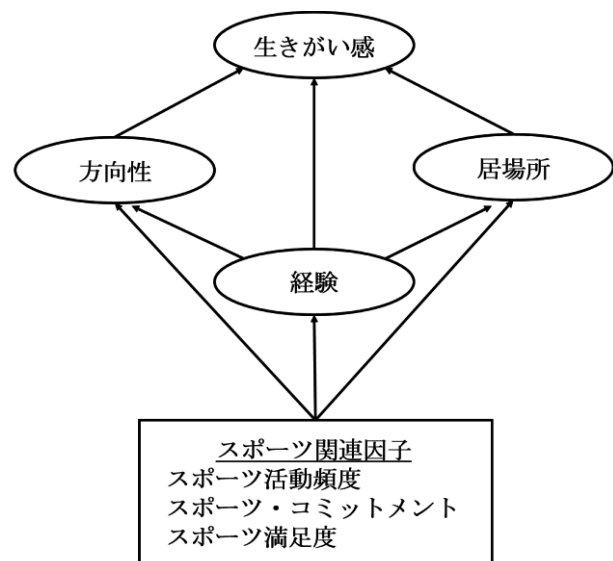 生きがい感
方向性
居場所
経験
スポーツ関連因子
スポーツ活動頻度
スポーツ・コミットメント
スポーツ満足度